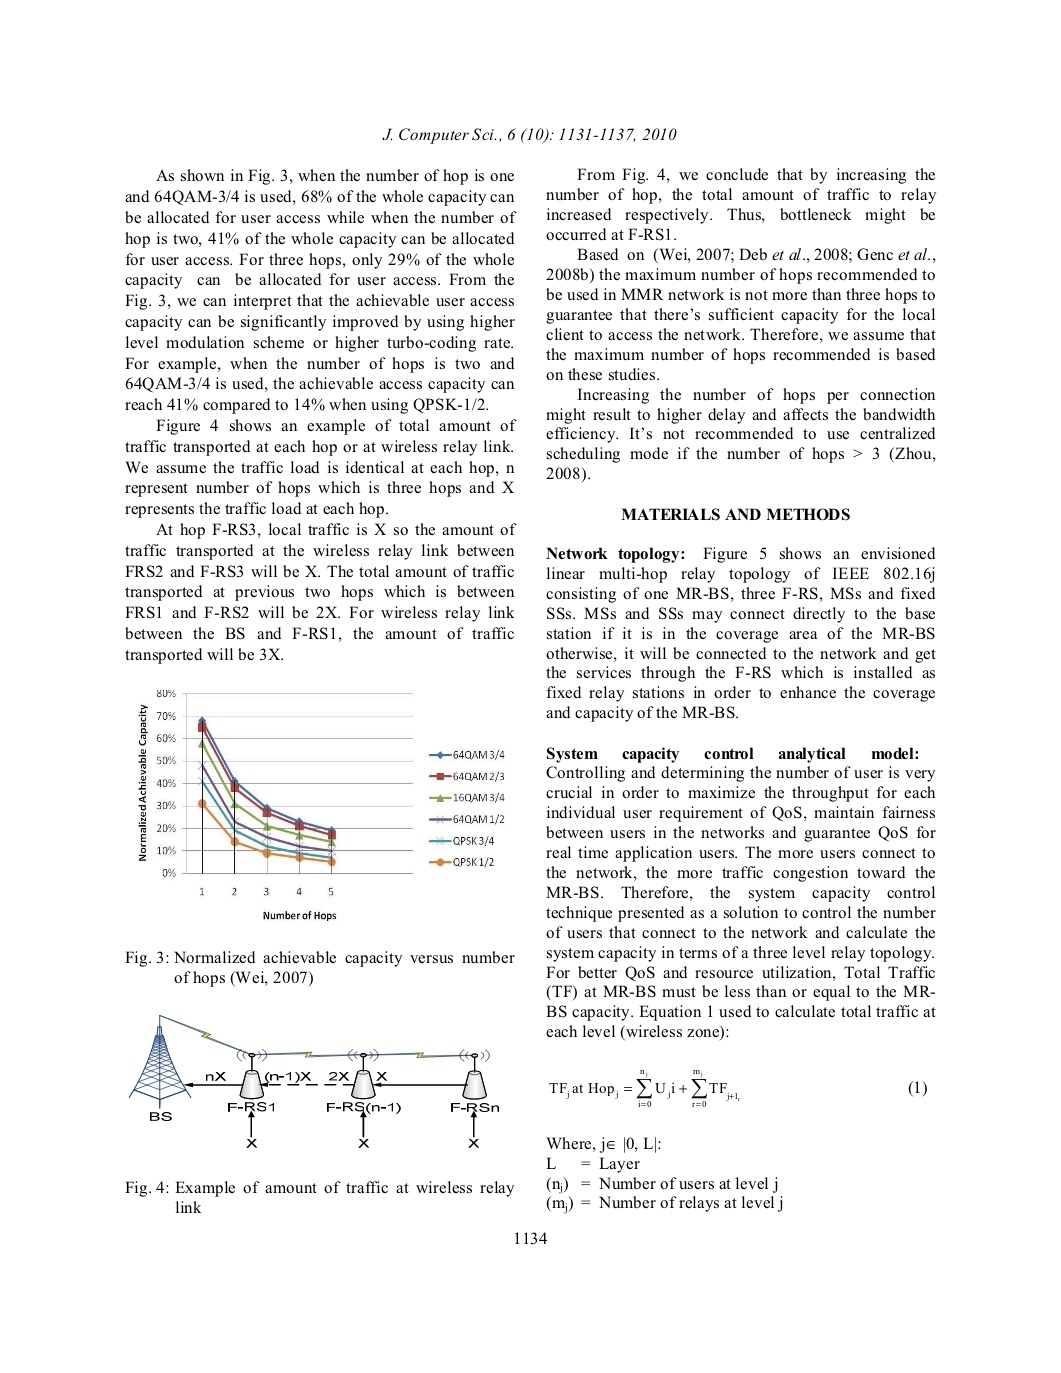 J. Computer Sci., 6 (10): 1131-1137, 2010
As shown in Fig. 3, when the number of hop is one
and 64QAM-3/4 is used, 68% of the whole capacity can
be allocated for user access while when the number of
hop is two, 41% of the whole capacity can be allocated
for user access. For three hops, only 29% of the whole
capacity can be allocated for user access. From the
Fig. 3, we can interpret that the achievable user access
capacity can be significantly improved by using higher
level modulation scheme or higher turbo-coding rate.
For example, when the number of hops is two and
64QAM-3/4 is used, the achievable access capacity can
reach 41% compared to 14% when using QPSK-1/2.
Figure 4 shows an example of total amount of
traffic transported at each hop or at wireless relay link.
We assume the traffic load is identical at each hop, n
represent number of hops which is three hops and X
represents the traffic load at each hop.
At hop F-RS3, local traffic is X so the amount of
traffic transported at the wireless relay link between
FRS2 and F-RS3 will be X. The total amount of traffic
transported at previous two hops which is between
FRS1 and F-RS2 will be 2X. For wireless relay link
between the BS and F-RS1, the amount of traffic
transported will be 3X.
80%
70%
60%
50%
40%
30%
20%
10%
0%
Normalized Achievable Capacity
1 2 3 4 5
Number of Hops
64QAM 3/4
64QAM 2/3
16QAM 3/4
64QAM 1/2
QPSK 3/4
QPSK 1/2
Fig. 3: Normalized achievable capacity versus number
of hops (Wei, 2007)
nX (n-1)X 2X X
BS F-RS1 F-RS(n-1) F-RSn
X X X
Fig. 4: Example of amount of traffic at wireless relay
link
From Fig. 4, we conclude that by increasing the
number of hop, the total amount of traffic to relay
increased respectively. Thus, bottleneck might be
occurred at F-RS1.
Based on (Wei, 2007; Deb et al., 2008; Genc et al.,
2008b) the maximum number of hops recommended to
be used in MMR network is not more than three hops to
guarantee that there's sufficient capacity for the local
client to access the network. Therefore, we assume that
the maximum number of hops recommended is based
on these studies.
Increasing the number of hops per connection
might result to higher delay and affects the bandwidth
efficiency. It's not recommended to use centralized
scheduling mode if the number of hops > 3 (Zhou,
2008).
MATERIALS AND METHODS
Network topology: Figure 5 shows an envisioned
linear multi-hop relay topology of IEEE 802.16j
consisting of one MR-BS, three F-RS, MSs and fixed
SSs. MSs and SSs may connect directly to the base
station if it is in the coverage area of the MR-BS
otherwise, it will be connected to the network and get
the services through the F-RS which is installed as
fixed relay stations in order to enhance the coverage
and capacity of the MR-BS.
System capacity control analytical model:
Controlling and determining the number of user is very
crucial in order to maximize the throughput for each
individual user requirement of QoS, maintain fairness
between users in the networks and guarantee QoS for
real time application users. The more users connect to
the network, the more traffic congestion toward the
MR-BS. Therefore, the system capacity control
technique presented as a solution to control the number
of users that connect to the network and calculate the
system capacity in terms of a three level relay topology.
For better QoS and resource utilization, Total Traffic
(TF) at MR-BS must be less than or equal to the MR-
BS capacity. Equation 1 used to calculate total traffic at
each level (wireless zone):
TF_j at Hop_j = ∑_{i=0}^{n_j} U_j i + ∑_{r=0}^{m_j} TF_{j+1_r} (1)
Where, j∈ |0, L|:
L = Layer
(n_j) = Number of users at level j
(m_j) = Number of relays at level j
1134